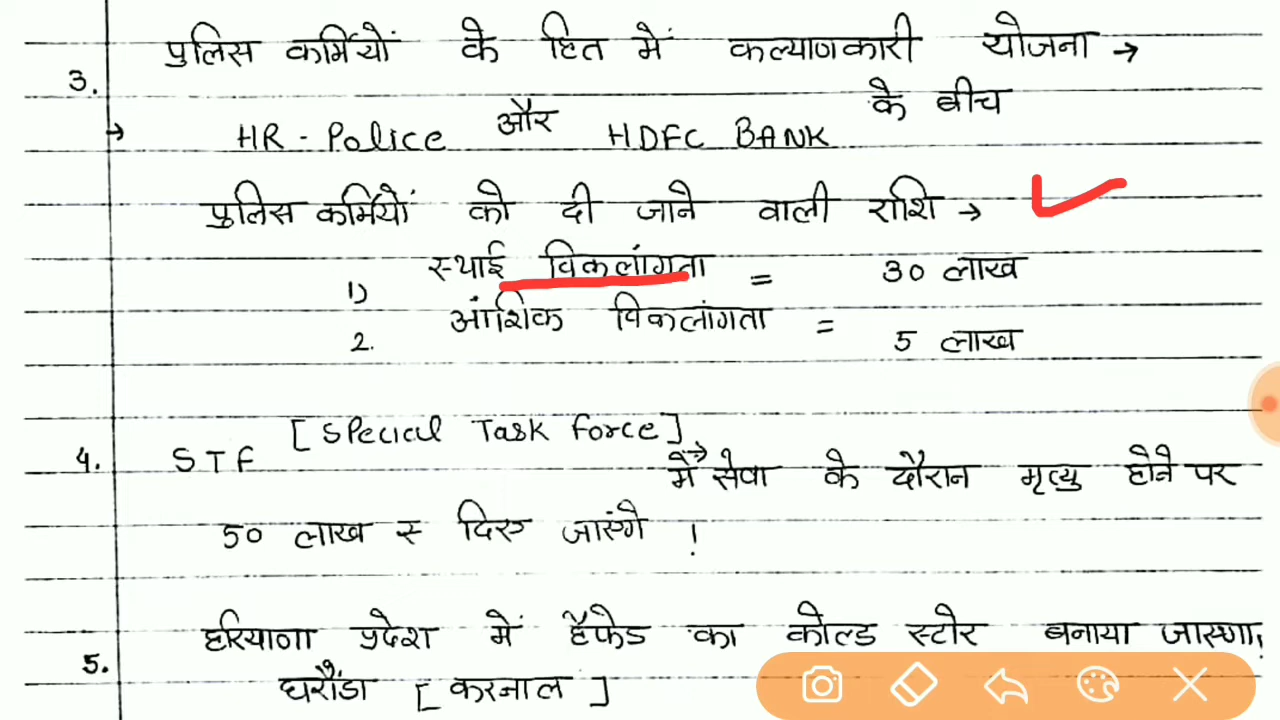 3. पुलिस कर्मियों के हित में कल्याणकारी योजना →
→ HR - Police और HDFC BANK के बीच
पुलिस कर्मियों को दी जाने वाली राशि →
1) स्थाई विकलांगता = 30 लाख
2. आंशिक विकलांगता = 5 लाख
4. STF [Special Task Force] → में सेवा के दौरान मृत्यु होने पर
50 लाख रु दिए जाएंगे !
5. हरियाणा प्रदेश में हैफेड का कोल्ड स्टोर बनाया जाएगा!
घरौंडा [करनाल]